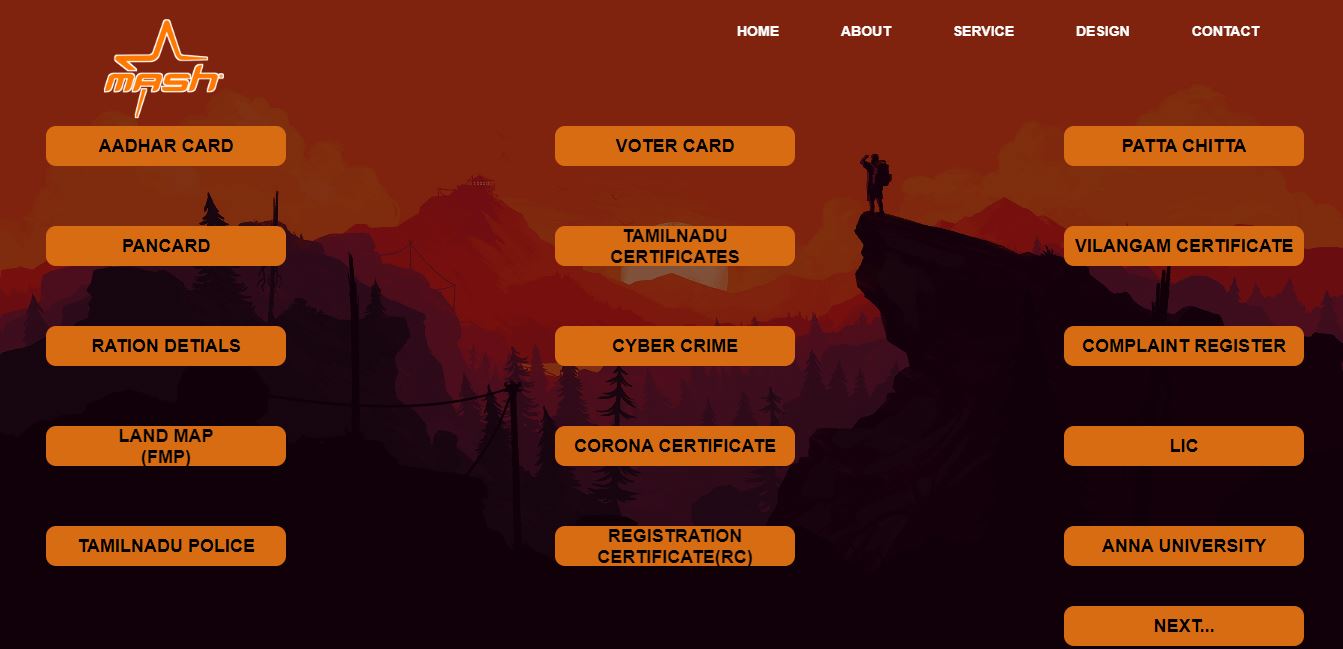 HOME ABOUT SERVICE DESIGN CONTACT
mash
AADHAR CARD
VOTER CARD
PATTA CHITTA
PANCARD
TAMILNADU
CERTIFICATES
VILANGAM CERTIFICATE
RATION DETIALS
CYBER CRIME
COMPLAINT REGISTER
LAND MAP
(FMP)
CORONA CERTIFICATE
LIC
TAMILNADU POLICE
REGISTRATION
CERTIFICATE(RC)
ANNA UNIVERSITY
NEXT...